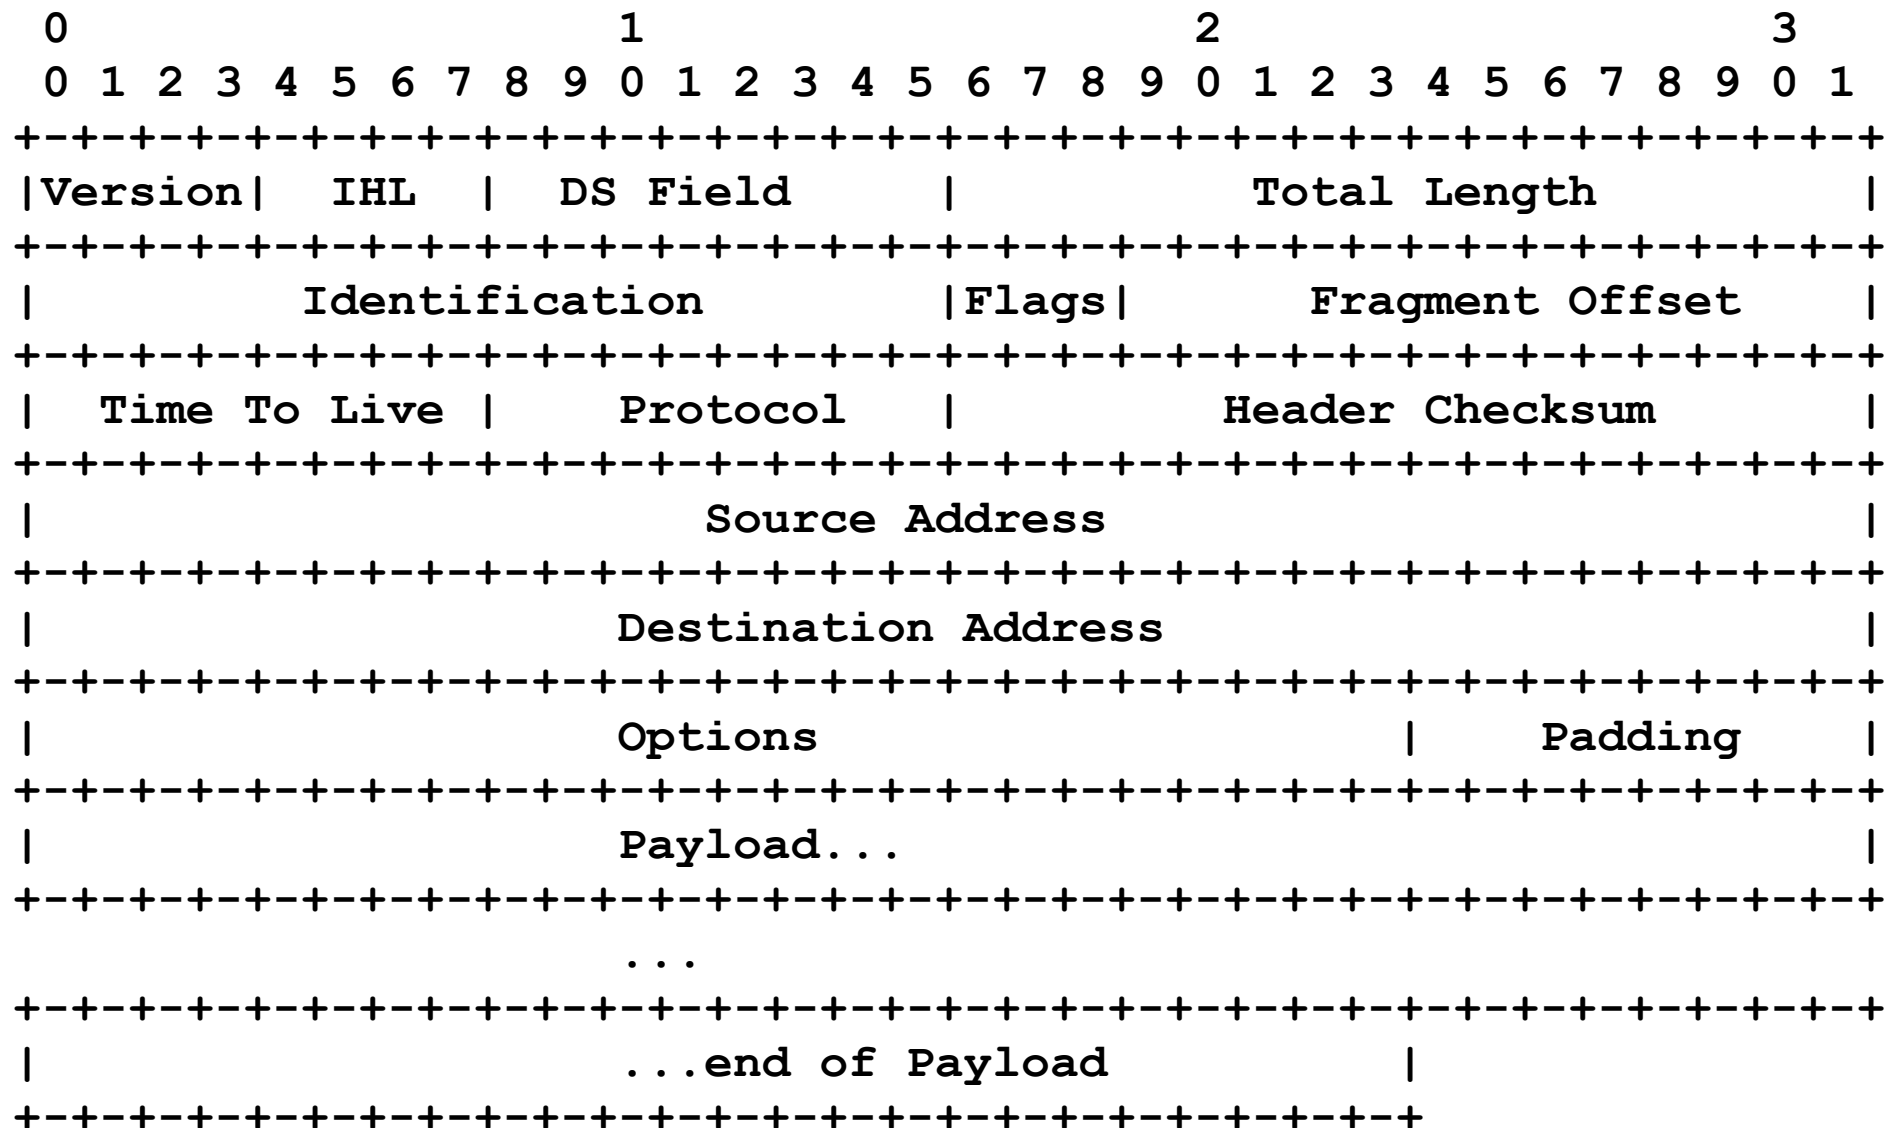 0                   1                   2                   3
 0 1 2 3 4 5 6 7 8 9 0 1 2 3 4 5 6 7 8 9 0 1 2 3 4 5 6 7 8 9 0 1
+-+-+-+-+-+-+-+-+-+-+-+-+-+-+-+-+-+-+-+-+-+-+-+-+-+-+-+-+-+-+-+-+
|Version|  IHL  |  DS Field     |          Total Length         |
+-+-+-+-+-+-+-+-+-+-+-+-+-+-+-+-+-+-+-+-+-+-+-+-+-+-+-+-+-+-+-+-+
|         Identification        |Flags|      Fragment Offset    |
+-+-+-+-+-+-+-+-+-+-+-+-+-+-+-+-+-+-+-+-+-+-+-+-+-+-+-+-+-+-+-+-+
|  Time To Live |    Protocol   |         Header Checksum       |
+-+-+-+-+-+-+-+-+-+-+-+-+-+-+-+-+-+-+-+-+-+-+-+-+-+-+-+-+-+-+-+-+
|                       Source Address                          |
+-+-+-+-+-+-+-+-+-+-+-+-+-+-+-+-+-+-+-+-+-+-+-+-+-+-+-+-+-+-+-+-+
|                    Destination Address                        |
+-+-+-+-+-+-+-+-+-+-+-+-+-+-+-+-+-+-+-+-+-+-+-+-+-+-+-+-+-+-+-+-+
|                    Options                    |    Padding    |
+-+-+-+-+-+-+-+-+-+-+-+-+-+-+-+-+-+-+-+-+-+-+-+-+-+-+-+-+-+-+-+-+
|                    Payload...                                 |
+-+-+-+-+-+-+-+-+-+-+-+-+-+-+-+-+-+-+-+-+-+-+-+-+-+-+-+-+-+-+-+-+
                     ...
+-+-+-+-+-+-+-+-+-+-+-+-+-+-+-+-+-+-+-+-+-+-+-+-+-+-+-+-+-+-+-+-+
|                    ...end of Payload          |
+-+-+-+-+-+-+-+-+-+-+-+-+-+-+-+-+-+-+-+-+-+-+-+-+